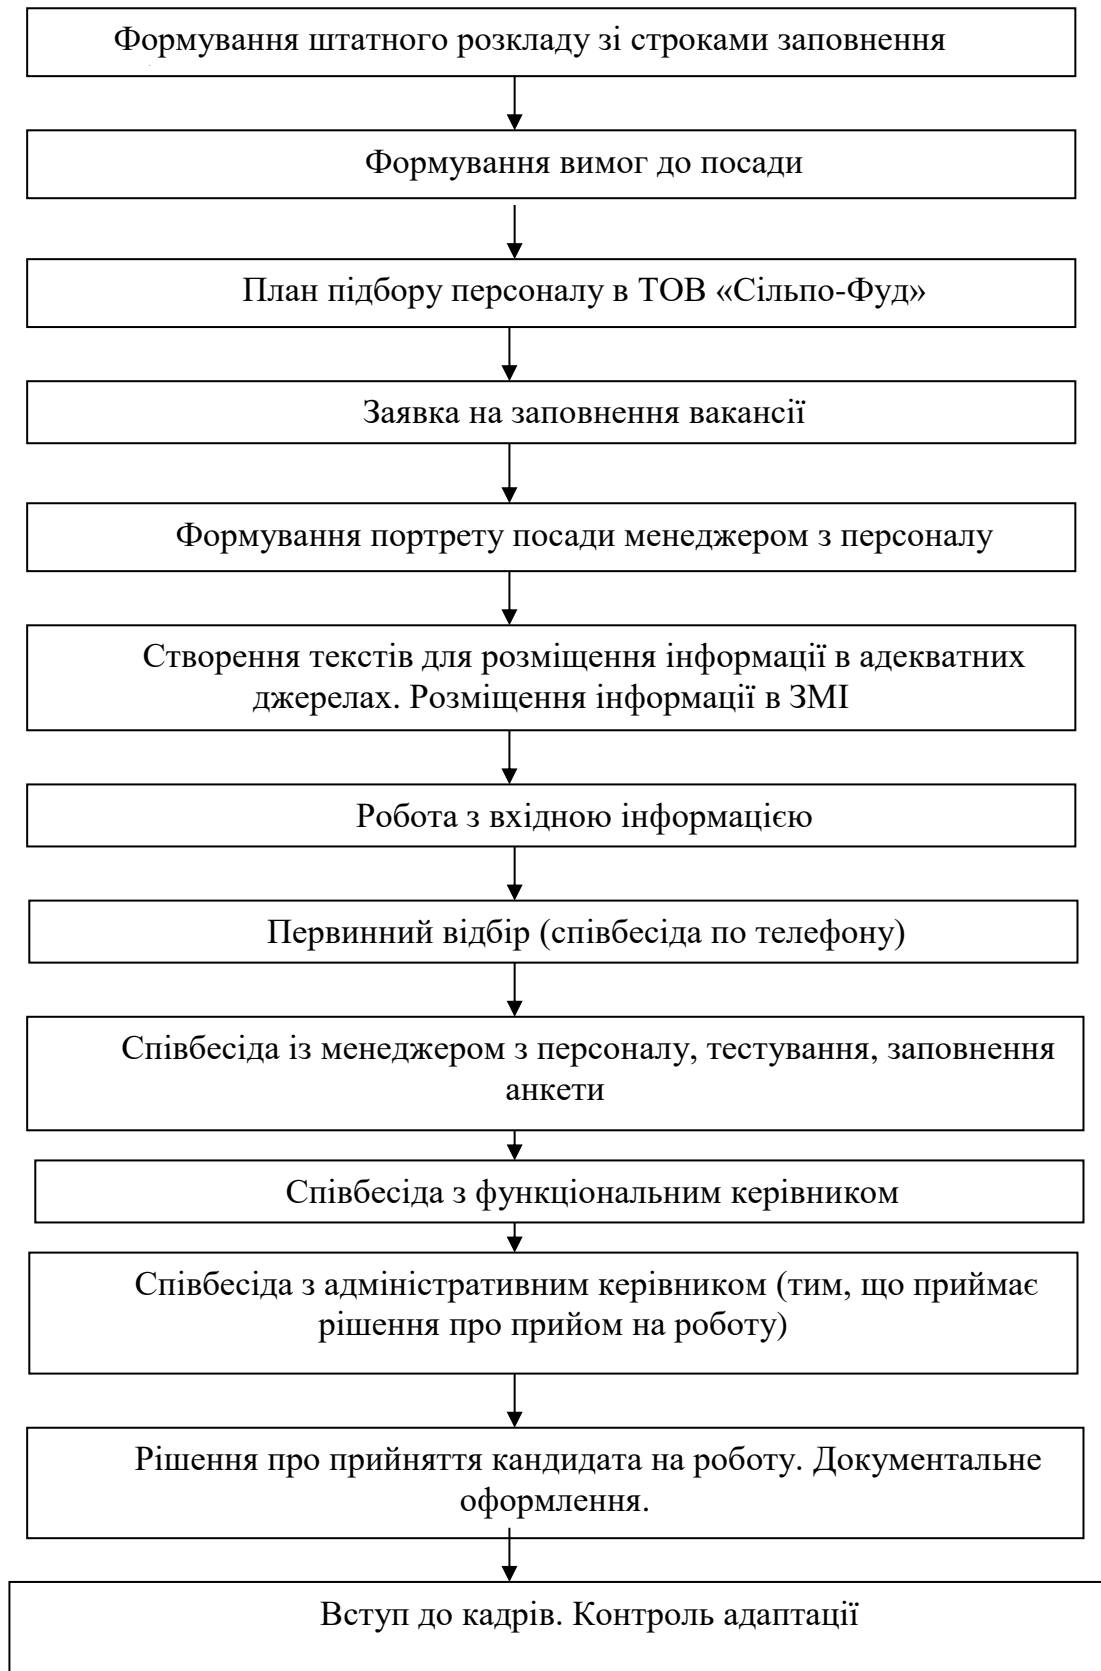 Формування штатного розкладу зі строками заповнення
Формування вимог до посади
План підбору персоналу в ТОВ «Сільпо-Фуд»
Заявка на заповнення вакансії
Формування портрету посади менеджером з персоналу
Створення текстів для розміщення інформації в адекватних
джерелах. Розміщення інформації в ЗМІ
Робота з вхідною інформацією
Первинний відбір (співбесіда по телефону)
Співбесіда із менеджером з персоналу, тестування, заповнення
анкети
Співбесіда з функціональним керівником
Співбесіда з адміністративним керівником (тим, що приймає
рішення про прийом на роботу)
Рішення про прийняття кандидата на роботу. Документальне
оформлення.
Вступ до кадрів. Контроль адаптації